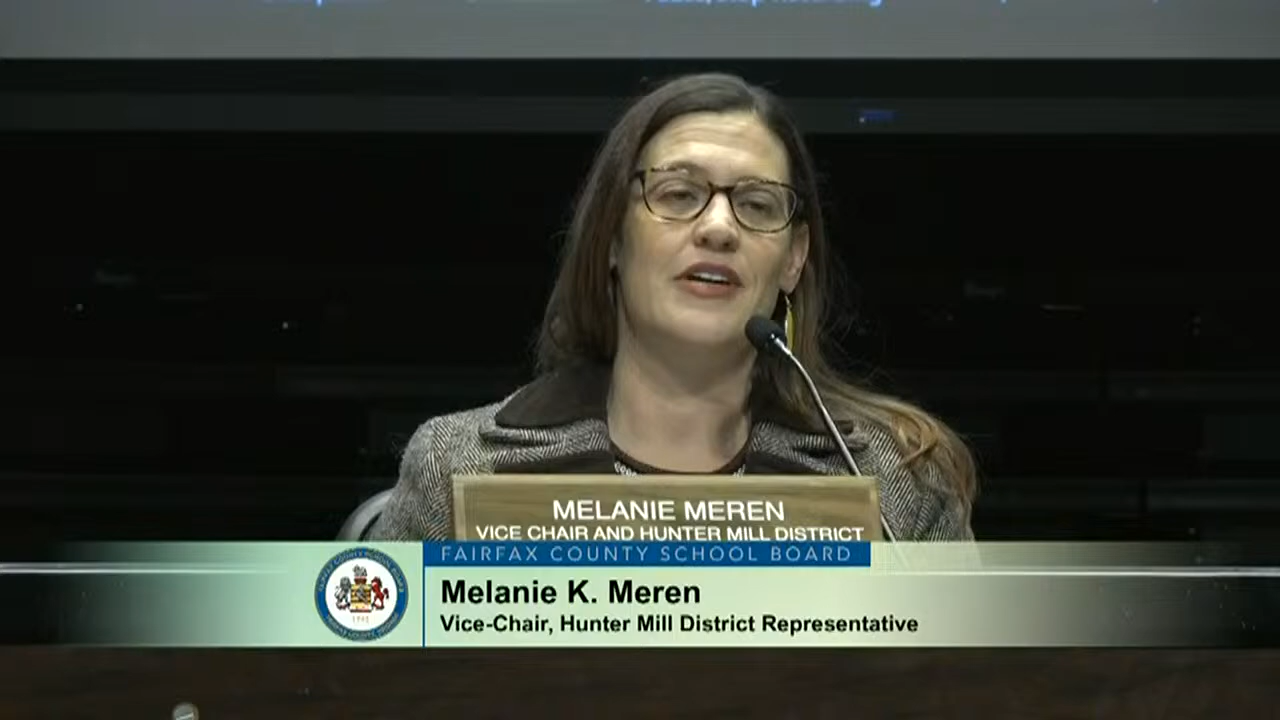 MELANIE MEREN
VICE CHAIR AND HUNTER MILL DISTRICT
FAIRFAX COUNTY SCHOOL BOARD
Melanie K. Meren
Vice-Chair, Hunter Mill District Representative